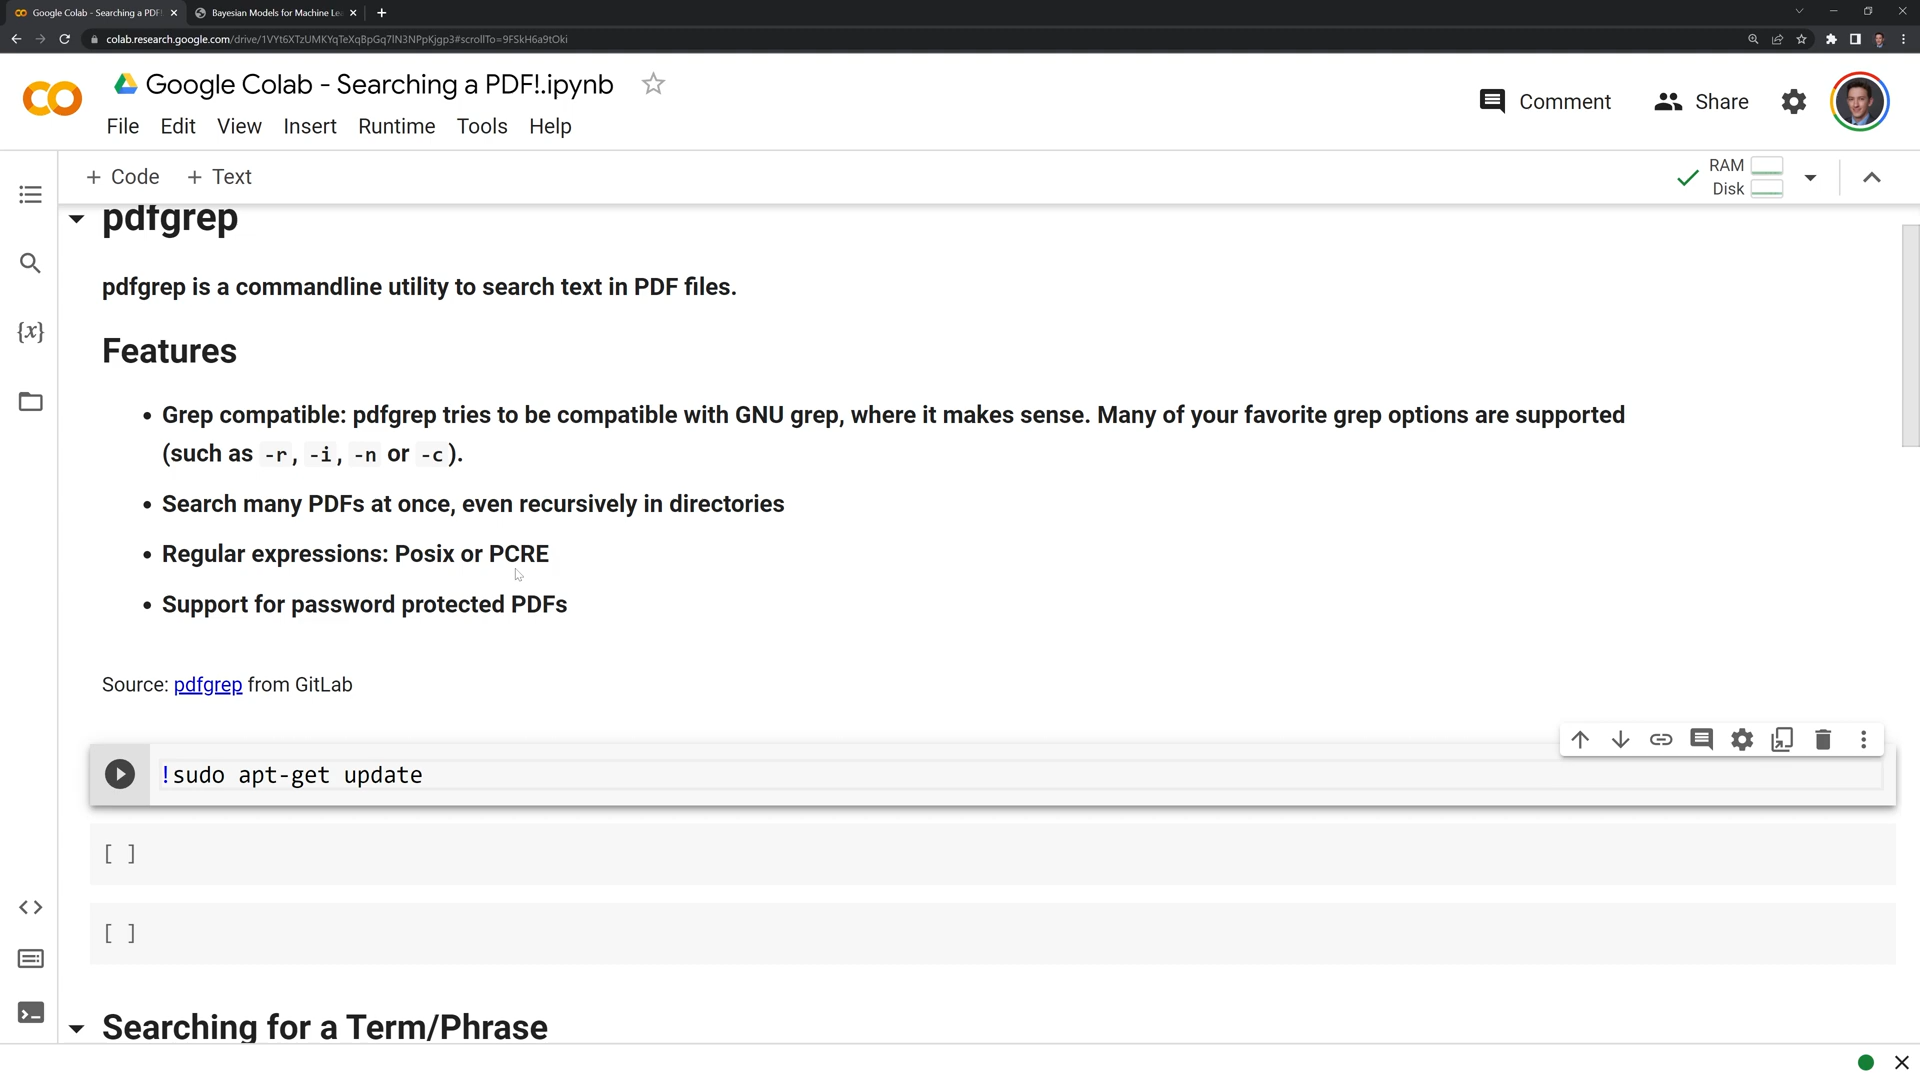 Google Colab - Searching a PDF!
Bayesian Models for Machine Le
colab.research.google.com/drive/1VYt6XTzUMKYqTeXqBpGq7lN3NPpKjgp3#scrollTo=9FSkH6a9tOki
Google Colab - Searching a PDF!.ipynb
Comment
Share
File Edit View Insert Runtime Tools Help
+ Code + Text
RAM
Disk
pdfgrep
pdfgrep is a commandline utility to search text in PDF files.
Features
• Grep compatible: pdfgrep tries to be compatible with GNU grep, where it makes sense. Many of your favorite grep options are supported
(such as -r, -i, -n or -c).
• Search many PDFs at once, even recursively in directories
• Regular expressions: Posix or PCRE
• Support for password protected PDFs
Source: pdfgrep from GitLab
!sudo apt-get update
[ ]
[ ]
Searching for a Term/Phrase